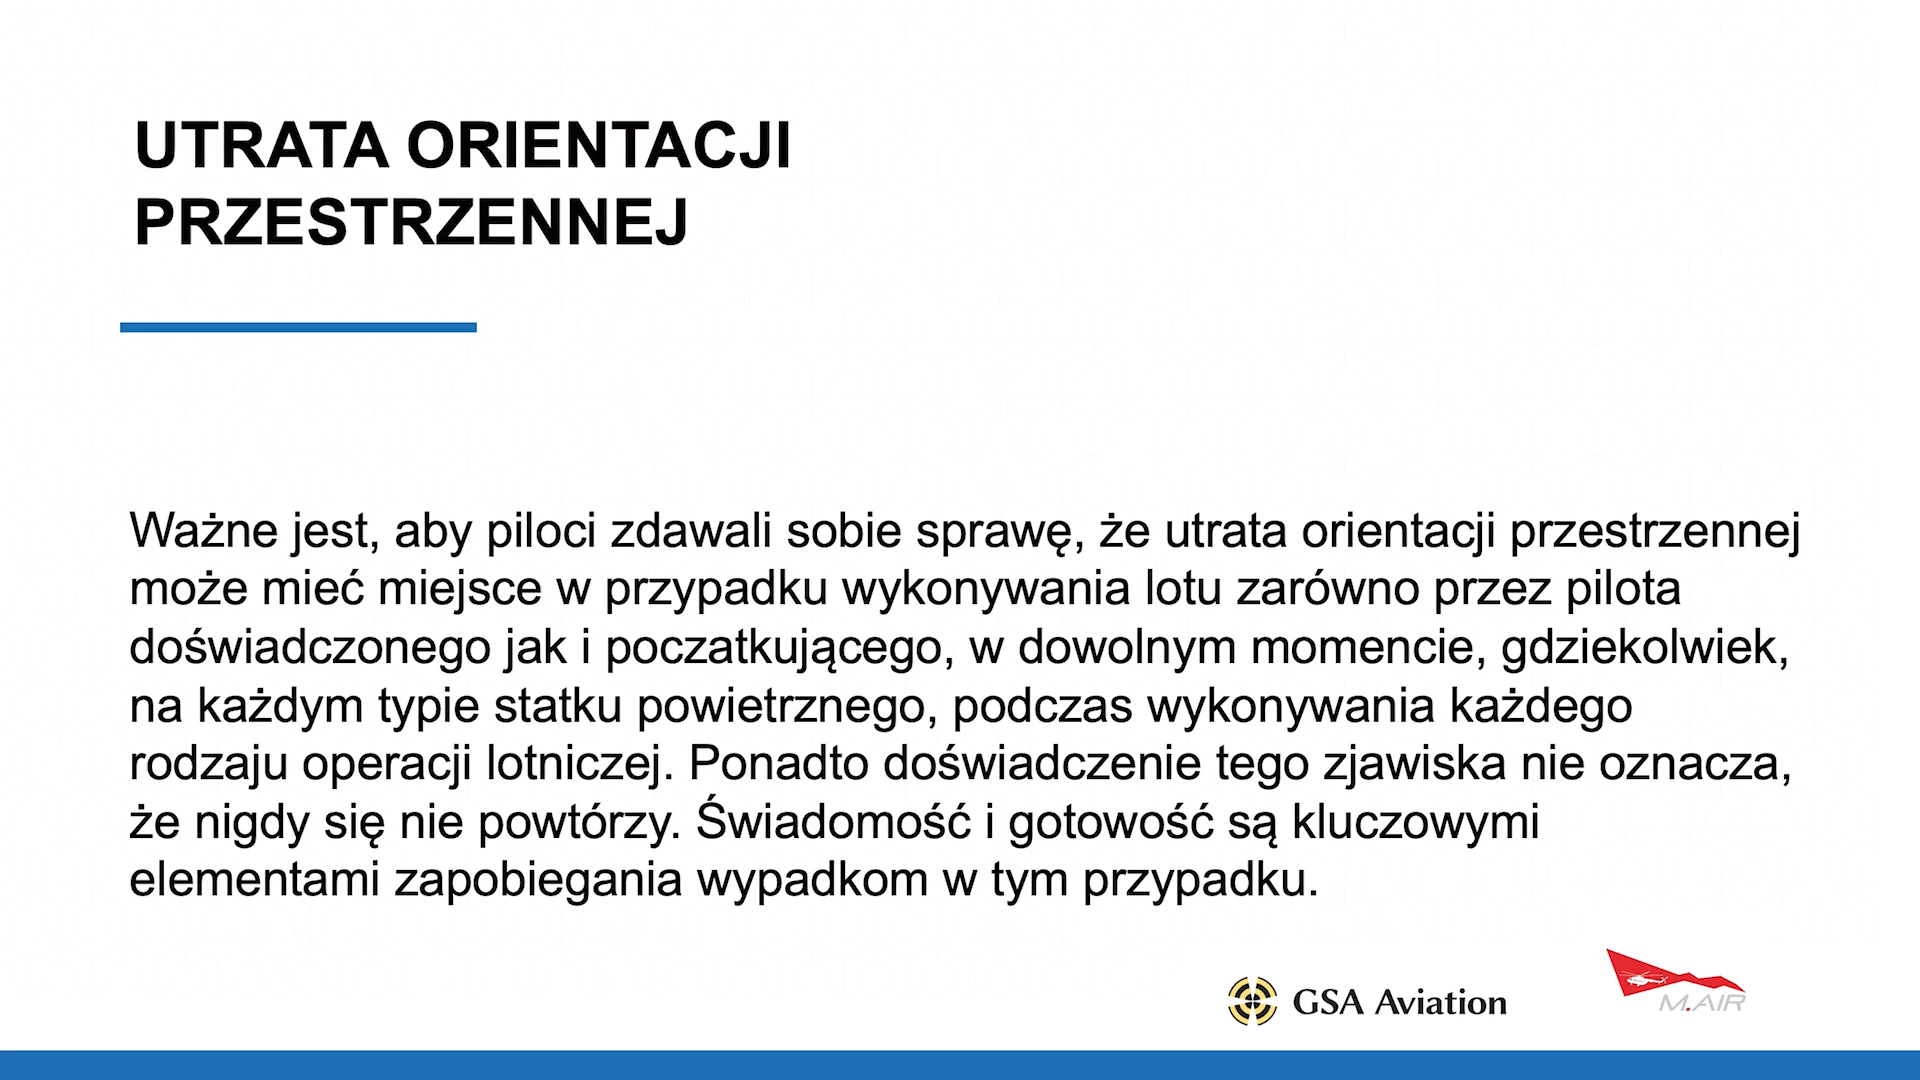 UTRATA ORIENTACJI
PRZESTRZENNEJ
Ważne jest, aby piloci zdawali sobie sprawę, że utrata orientacji przestrzennej
może mieć miejsce w przypadku wykonywania lotu zarówno przez pilota
doświadczonego jak i początkującego, w dowolnym momencie, gdziekolwiek,
na każdym typie statku powietrznego, podczas wykonywania każdego
rodzaju operacji lotniczej. Ponadto doświadczenie tego zjawiska nie oznacza,
że nigdy się nie powtórzy. Świadomość i gotowość są kluczowymi
elementami zapobiegania wypadkom w tym przypadku.
GSA Aviation
M.AIR